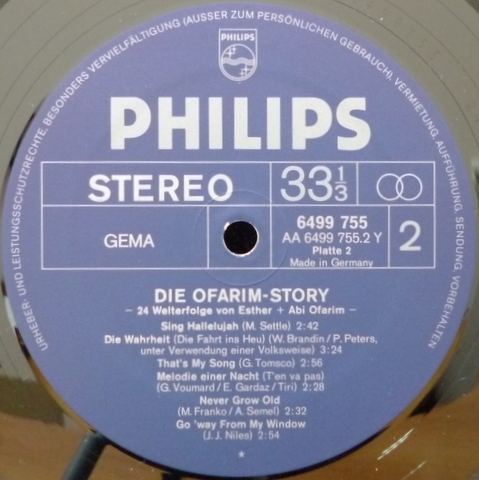 URHEBER- UND LEISTUNGSSCHUTZRECHTE, BESONDERS VERVIELFÄLTIGUNG (AUSSER ZUM PERSÖNLICHEN GEBRAUCH), VERMIETUNG, AUFFÜHRUNG, SENDUNG, VORBEHALTEN
PHILIPS
PHILIPS
STEREO
33 1/3
GEMA
6499 755
AA 6499 755.2 Y
Platte 2
Made in Germany
2
DIE OFARIM-STORY
– 24 Welterfolge von Esther + Abi Ofarim –
Sing Hallelujah (M. Settle) 2:42
Die Wahrheit (Die Fahrt ins Heu) (W. Brandin / P. Peters,
unter Verwendung einer Volksweise) 3:24
That's My Song (G. Tomsco) 2:56
Melodie einer Nacht (T'en va pas)
(G. Voumard / E. Gardaz / Tiri) 2:28
Never Grow Old
(M. Franko / A. Semel) 2:32
Go 'way From My Window
(J. J. Niles) 2:54
*